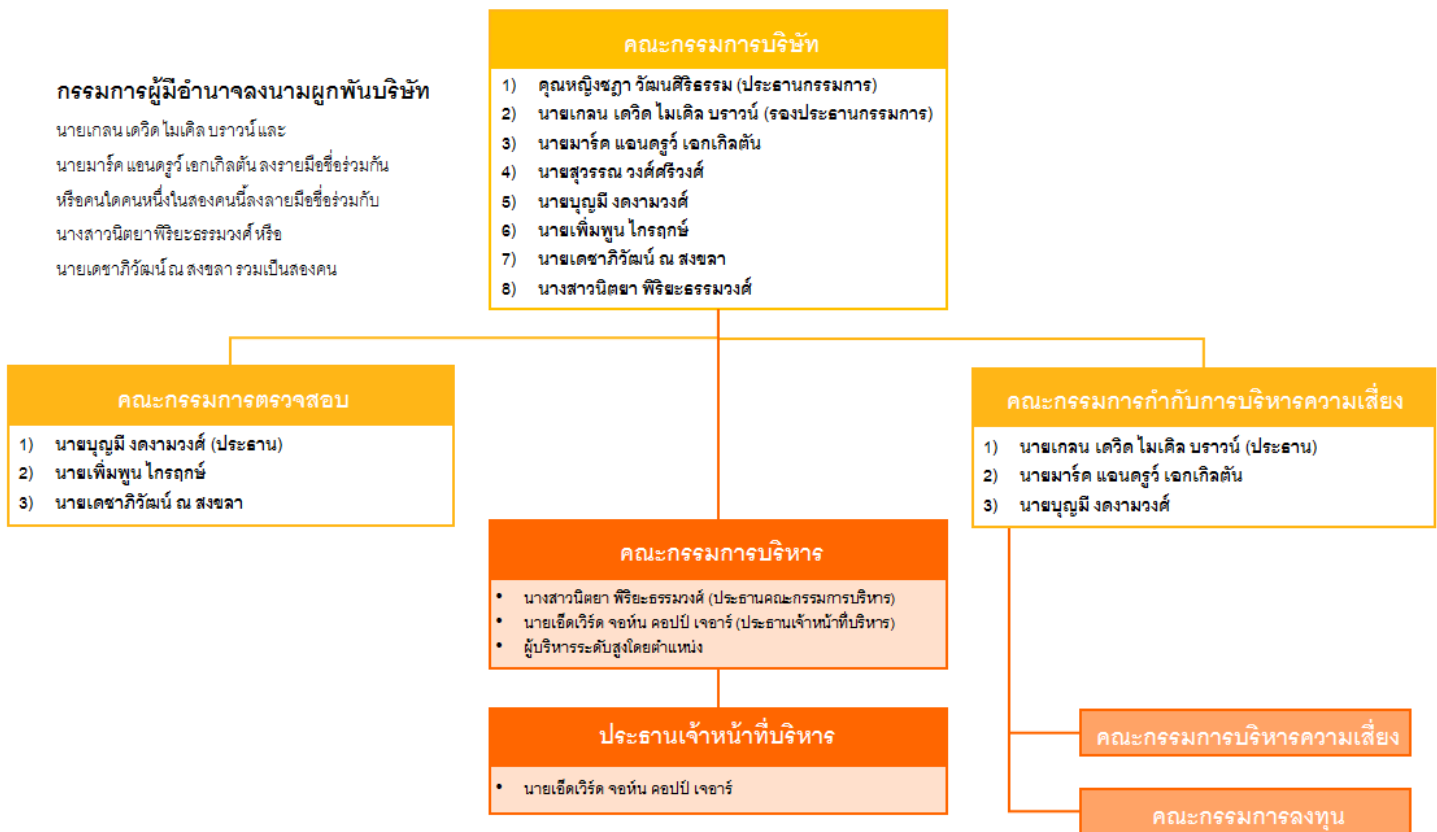 คณะกรรมการบริษัท
1) คุณหญิงชฎา วัฒนศิริธรรม (ประธานกรรมการ)
2) นายเกลน เดวิด ไมเคิล บราวน์ (รองประธานกรรมการ)
3) นายมาร์ค แอนดรูว์ เอกเกิลตัน
4) นายสุวรรณ วงศ์ศรีวงศ์
5) นายบุญมี งดงามวงศ์
6) นายเพิ่มพูน ไกรฤกษ์
7) นายเดชาภิวัฒน์ ณ สงขลา
8) นางสาวนิตยา พิริยะธรรมวงศ์
กรรมการผู้มีอำนาจลงนามผูกพันบริษัท
นายเกลน เดวิด ไมเคิล บราวน์ และ
นายมาร์ค แอนดรูว์ เอกเกิลตัน ลงรายมือชื่อร่วมกัน
หรือคนใดคนหนึ่งในสองคนนี้ลงลายมือชื่อร่วมกับ
นางสาวนิตยา พิริยะธรรมวงศ์ หรือ
นายเดชาภิวัฒน์ ณ สงขลา รวมเป็นสองคน
คณะกรรมการตรวจสอบ
1) นายบุญมี งดงามวงศ์ (ประธาน)
2) นายเพิ่มพูน ไกรฤกษ์
3) นายเดชาภิวัฒน์ ณ สงขลา
คณะกรรมการกำกับการบริหารความเสี่ยง
1) นายเกลน เดวิด ไมเคิล บราวน์ (ประธาน)
2) นายมาร์ค แอนดรูว์ เอกเกิลตัน
3) นายบุญมี งดงามวงศ์
คณะกรรมการบริหาร
• นางสาวนิตยา พิริยะธรรมวงศ์ (ประธานคณะกรรมการบริหาร)
• นายเอ็ดเวิร์ด จอห์น คอปป์ เจอาร์ (ประธานเจ้าหน้าที่บริหาร)
• ผู้บริหารระดับสูงโดยตำแหน่ง
ประธานเจ้าหน้าที่บริหาร
• นายเอ็ดเวิร์ด จอห์น คอปป์ เจอาร์
คณะกรรมการบริหารความเสี่ยง
คณะกรรมการลงทุน